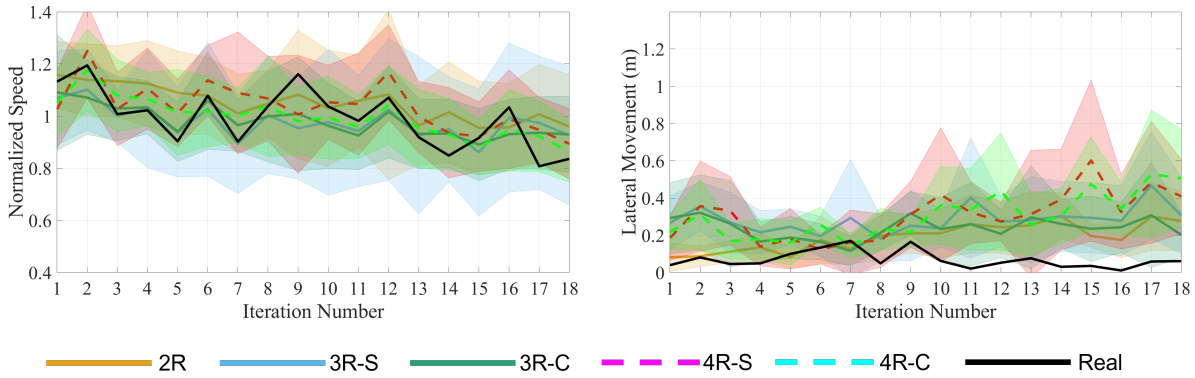 1.4
1.2
1
0.8
0.6
0.4
Normalized Speed
1 2 3 4 5 6 7 8 9 10 11 12 13 14 15 16 17 18
Iteration Number
1.2
1
0.8
0.6
0.4
0.2
0
Lateral Movement (m)
1 2 3 4 5 6 7 8 9 10 11 12 13 14 15 16 17 18
Iteration Number
2R 3R-S 3R-C 4R-S 4R-C Real